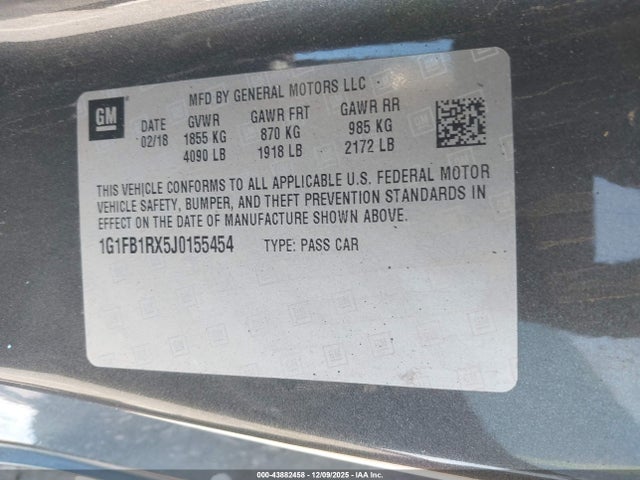 MFD BY GENERAL MOTORS LLC
GM
DATE GVWR GAWR FRT GAWR RR
02/18 1855 KG 870 KG 985 KG
4090 LB 1918 LB 2172 LB
THIS VEHICLE CONFORMS TO ALL APPLICABLE U.S. FEDERAL MOTOR
VEHICLE SAFETY, BUMPER, AND THEFT PREVENTION STANDARDS IN
EFFECT ON THE DATE OF MANUFACTURE SHOWN ABOVE.
1G1FB1RX5J0155454 TYPE: PASS CAR
000-43882458 - 12/09/2025 - IAA Inc.